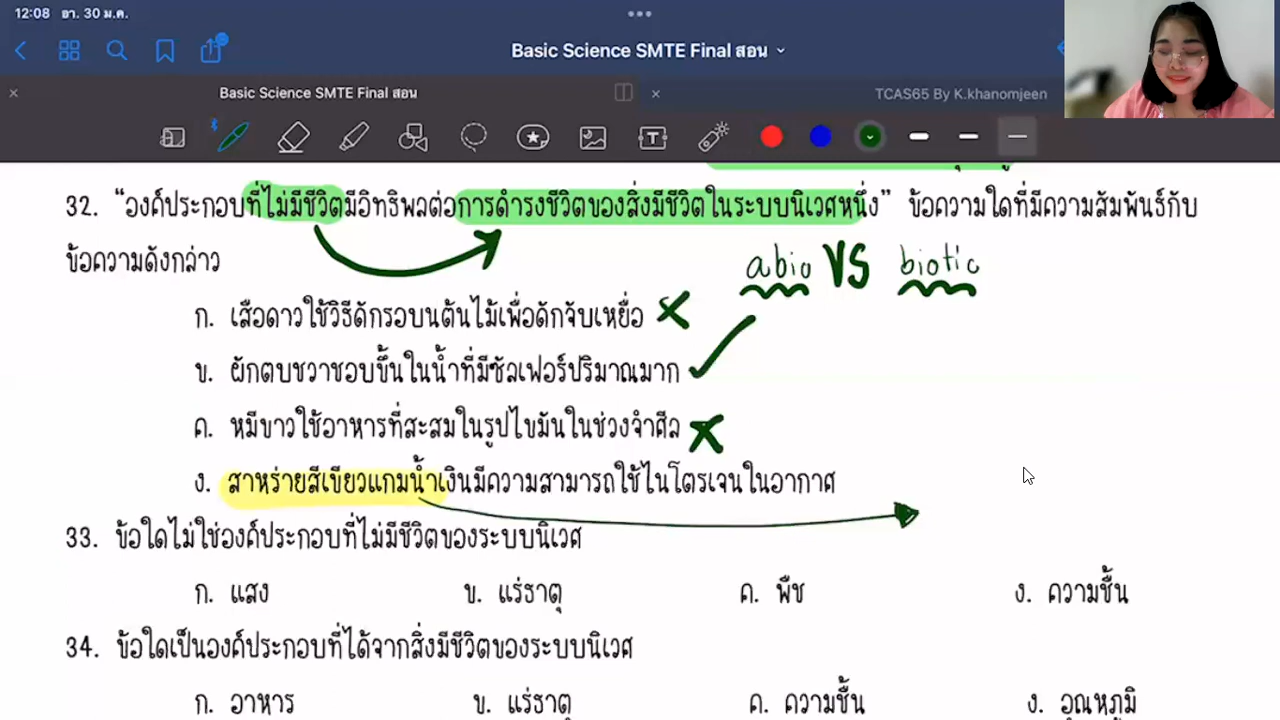 12:08 อา. 30 ม.ค.
Basic Science SMTE Final สอน
Basic Science SMTE Final สอน
TCAS65 By K.khanomjeen
32. “องค์ประกอบที่ไม่มีชีวิตมีอิทธิพลต่อการดำรงชีวิตของสิ่งมีชีวิตในระบบนิเวศหนึ่ง” ข้อความใดที่มีความสัมพันธ์กับ
ข้อความดังกล่าว
abio VS biotic
ก. เสือดาวใช้วิธีดักรอบนต้นไม้เพื่อดักจับเหยื่อ
ข. ผักตบชวาชอบขึ้นในน้ำที่มีซัลเฟอร์ปริมาณมาก
ค. หมีขาวใช้อาหารที่สะสมในรูปไขมันในช่วงจำศีล
ง. สาหร่ายสีเขียวแกมน้ำเงินมีความสามารถใช้ไนโตรเจนในอากาศ
33. ข้อใดไม่ใช่องค์ประกอบที่ไม่มีชีวิตของระบบนิเวศ
ก. แสง ข. แร่ธาตุ ค. พืช ง. ความชื้น
34. ข้อใดเป็นองค์ประกอบที่ได้จากสิ่งมีชีวิตของระบบนิเวศ
ก. อาหาร ข. แร่ธาตุ ค. ความชื้น ง. อุณหภูมิ